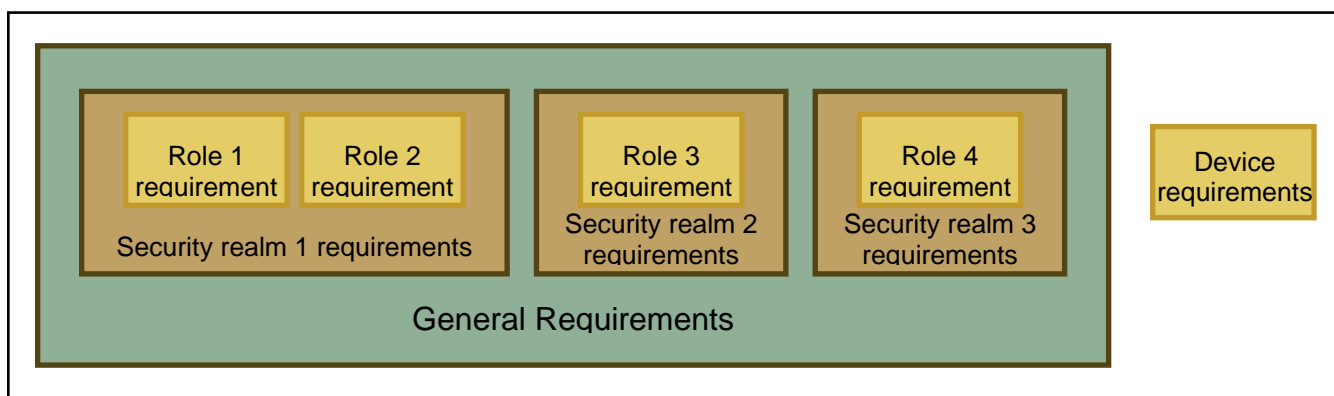 Role 1
requirement
Role 2
requirement
Security realm 1 requirements
Role 3
requirement
Security realm 2
requirements
Role 4
requirement
Security realm 3
requirements
General Requirements
Device
requirements